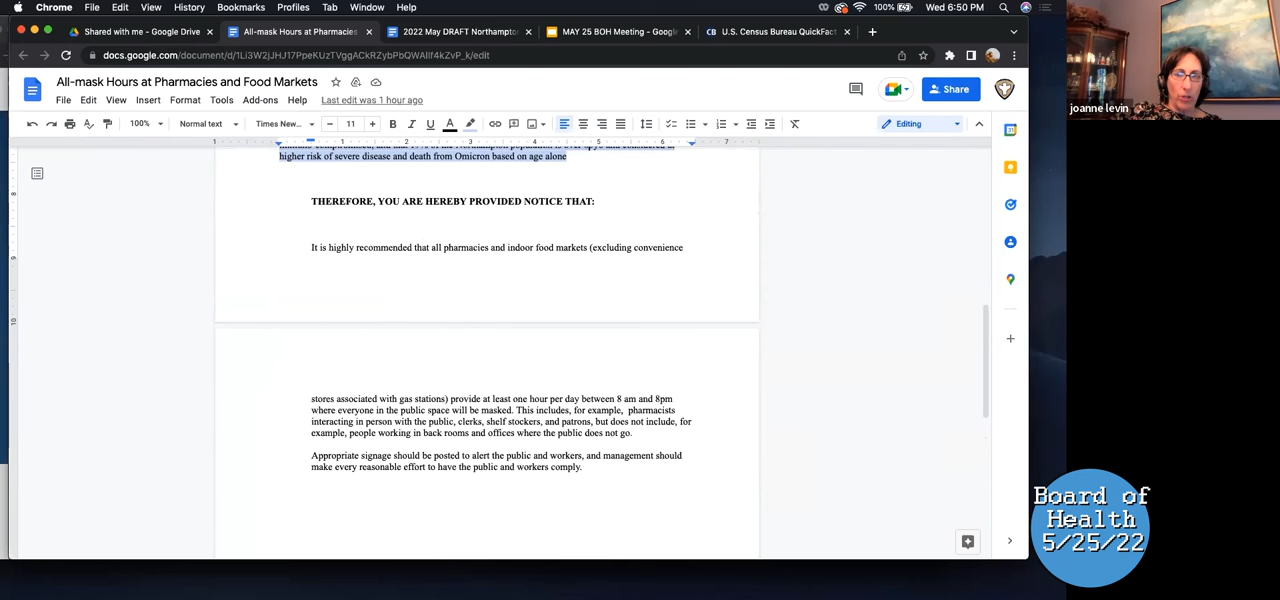 Chrome File Edit View History Bookmarks Profiles Tab Window Help 100% Wed 6:50 PM
Shared with me - Google Drive All-mask Hours at Pharmacies 2022 May DRAFT Northampto MAY 25 BOH Meeting - Google U.S. Census Bureau QuickFact
docs.google.com/document/d/1Li3W2jJHJ17PpeKUzTVggACkRZybPbQWAIIf4kZvP_k/edit
All-mask Hours at Pharmacies and Food Markets
Share
File Edit View Insert Format Tools Add-ons Help Last edit was 1 hour ago
100% Normal text Times New... 11 Editing
higher risk of severe disease and death from Omicron based on age alone
THEREFORE, YOU ARE HEREBY PROVIDED NOTICE THAT:
It is highly recommended that all pharmacies and indoor food markets (excluding convenience
stores associated with gas stations) provide at least one hour per day between 8 am and 8pm
where everyone in the public space will be masked. This includes, for example, pharmacists
interacting in person with the public, clerks, shelf stockers, and patrons, but does not include, for
example, people working in back rooms and offices where the public does not go.
Appropriate signage should be posted to alert the public and workers, and management should
make every reasonable effort to have the public and workers comply.
joanne levin
Board of
Health
5/25/22